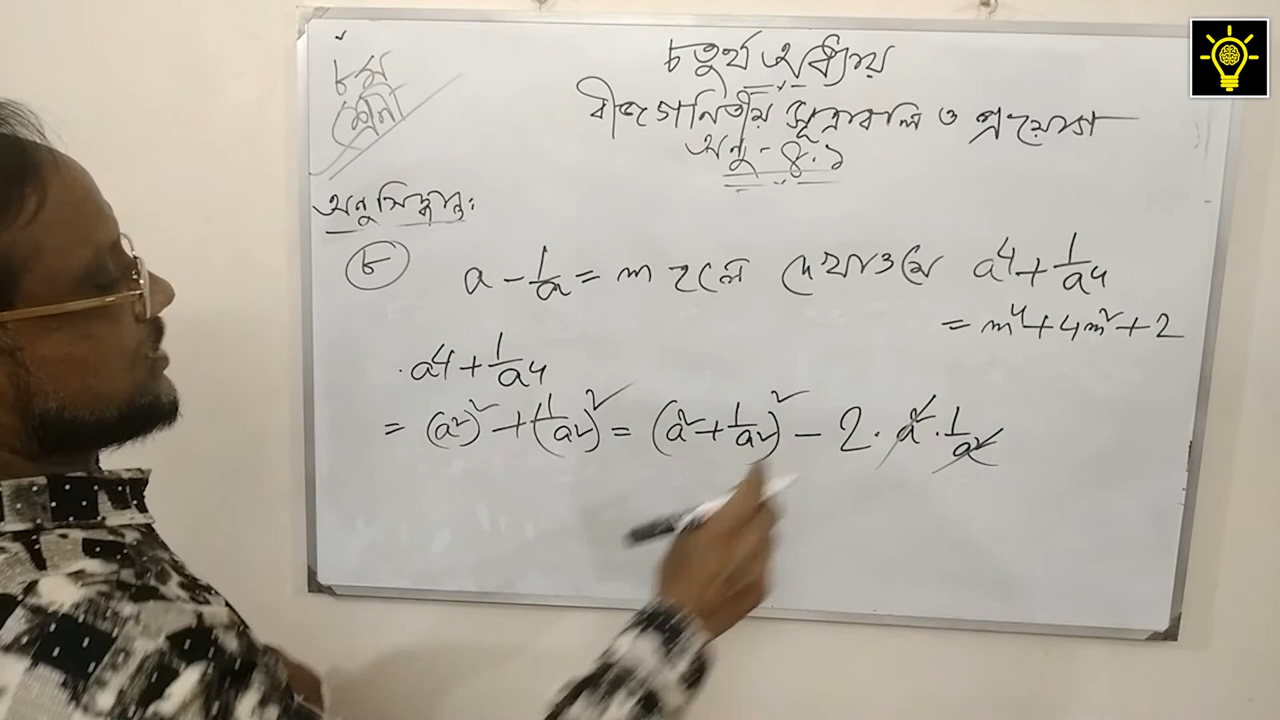 ৮ম
শ্রেনী
চতুর্থ অধ্যায়
বীজগানিতীয় সূত্রাবলি ও প্রয়োগ
অনু - ৪.১
অনুসিদ্ধান্ত:
৮ a - 1/a = m হলে দেখাও যে a⁴ + 1/a⁴
= m⁴ + 4m² + 2
a⁴ + 1/a⁴
= (a²)² + (1/a²)² = (a² + 1/a²)² - 2 · a² · 1/a²